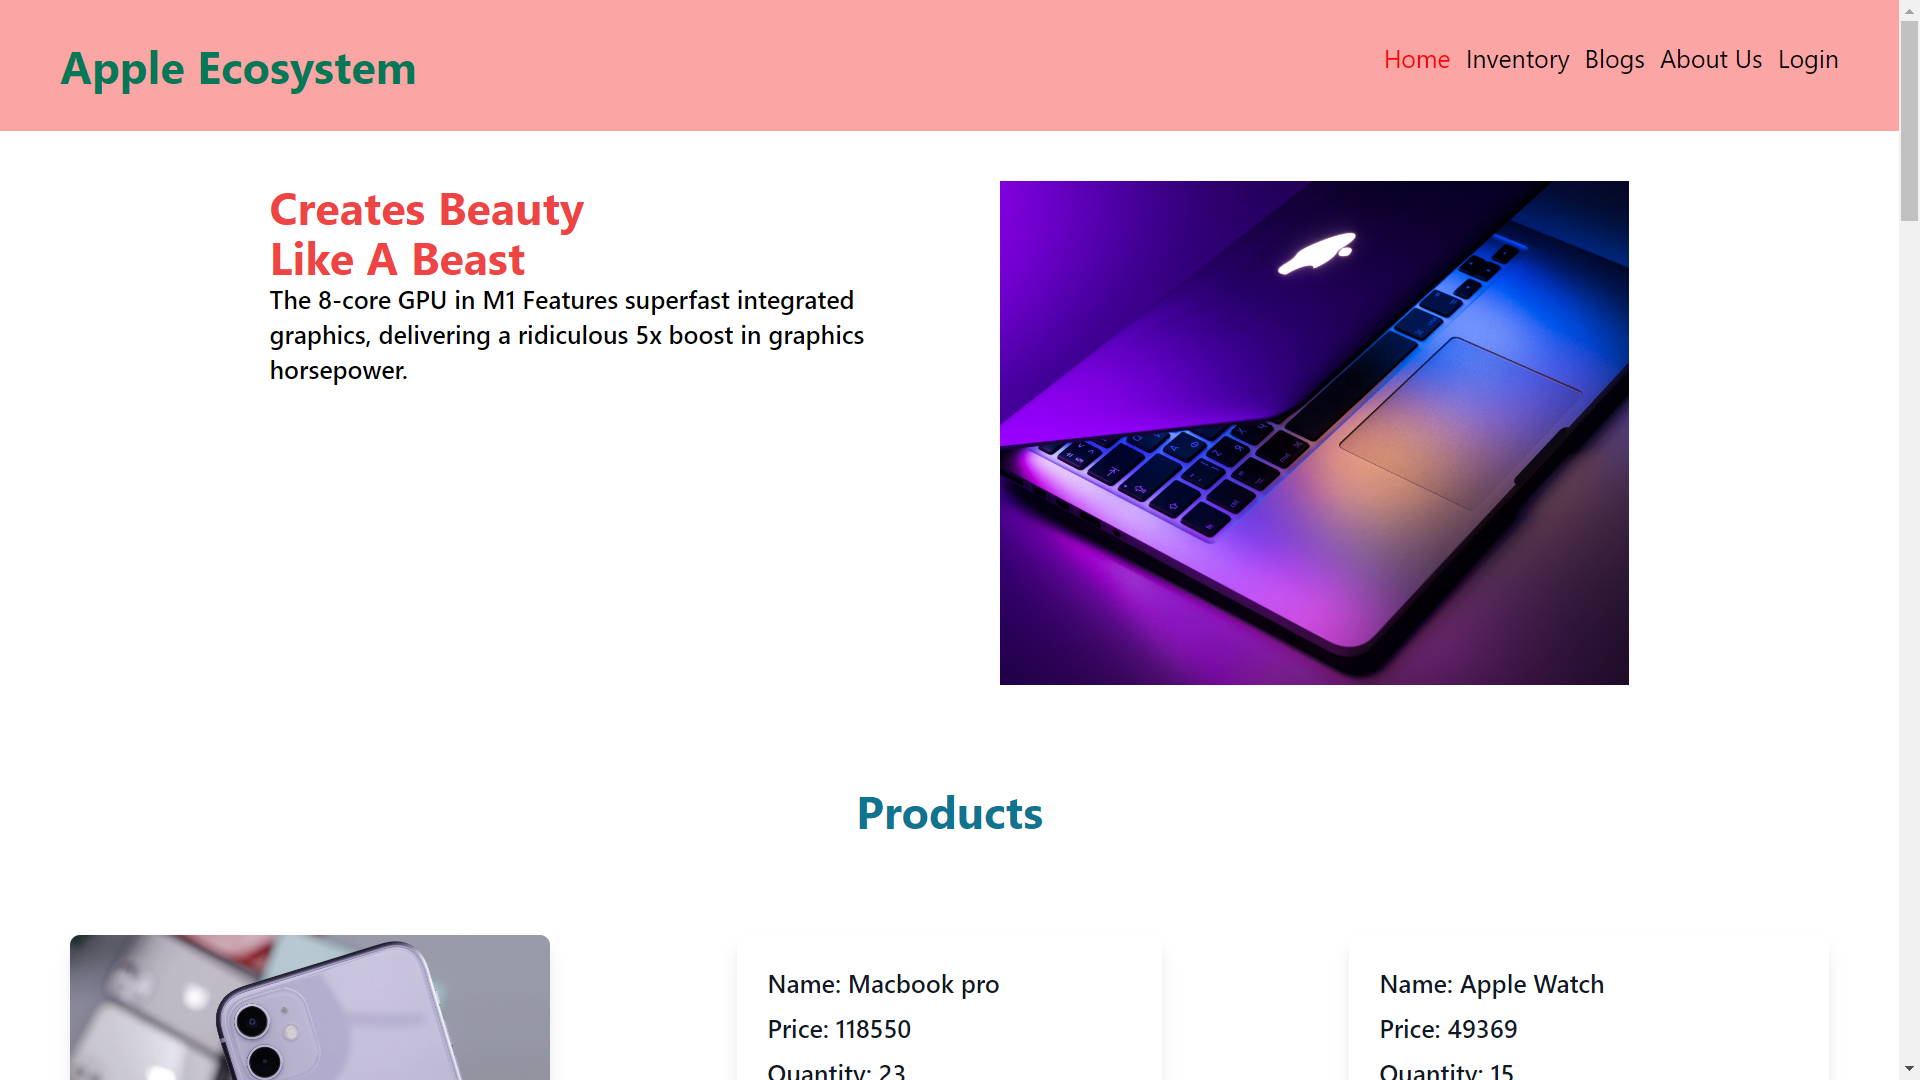 Apple Ecosystem
Home Inventory Blogs About Us Login
Creates Beauty
Like A Beast
The 8-core GPU in M1 Features superfast integrated
graphics, delivering a ridiculous 5x boost in graphics
horsepower.
Products
Name: Macbook pro
Price: 118550
Quantity: 23
Name: Apple Watch
Price: 49369
Quantity: 15